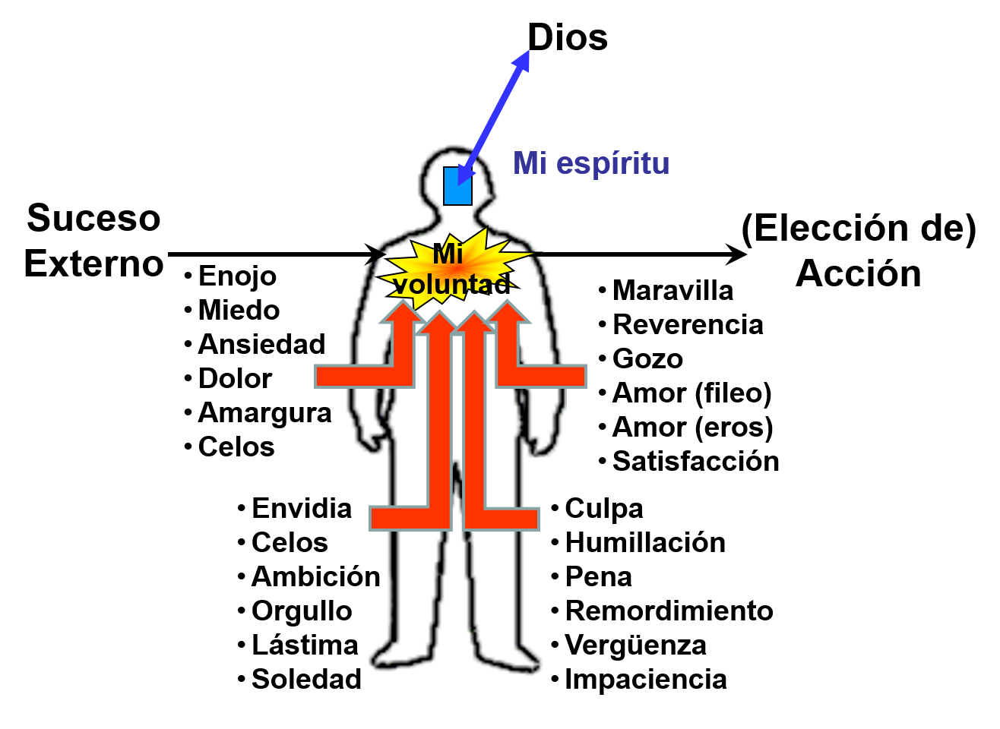 Dios
Mi espíritu
Suceso
Externo
Mi
voluntad
(Elección de)
Acción
• Enojo
• Miedo
• Ansiedad
• Dolor
• Amargura
• Celos
• Maravilla
• Reverencia
• Gozo
• Amor (fileo)
• Amor (eros)
• Satisfacción
• Envidia
• Celos
• Ambición
• Orgullo
• Lástima
• Soledad
• Culpa
• Humillación
• Pena
• Remordimiento
• Vergüenza
• Impaciencia